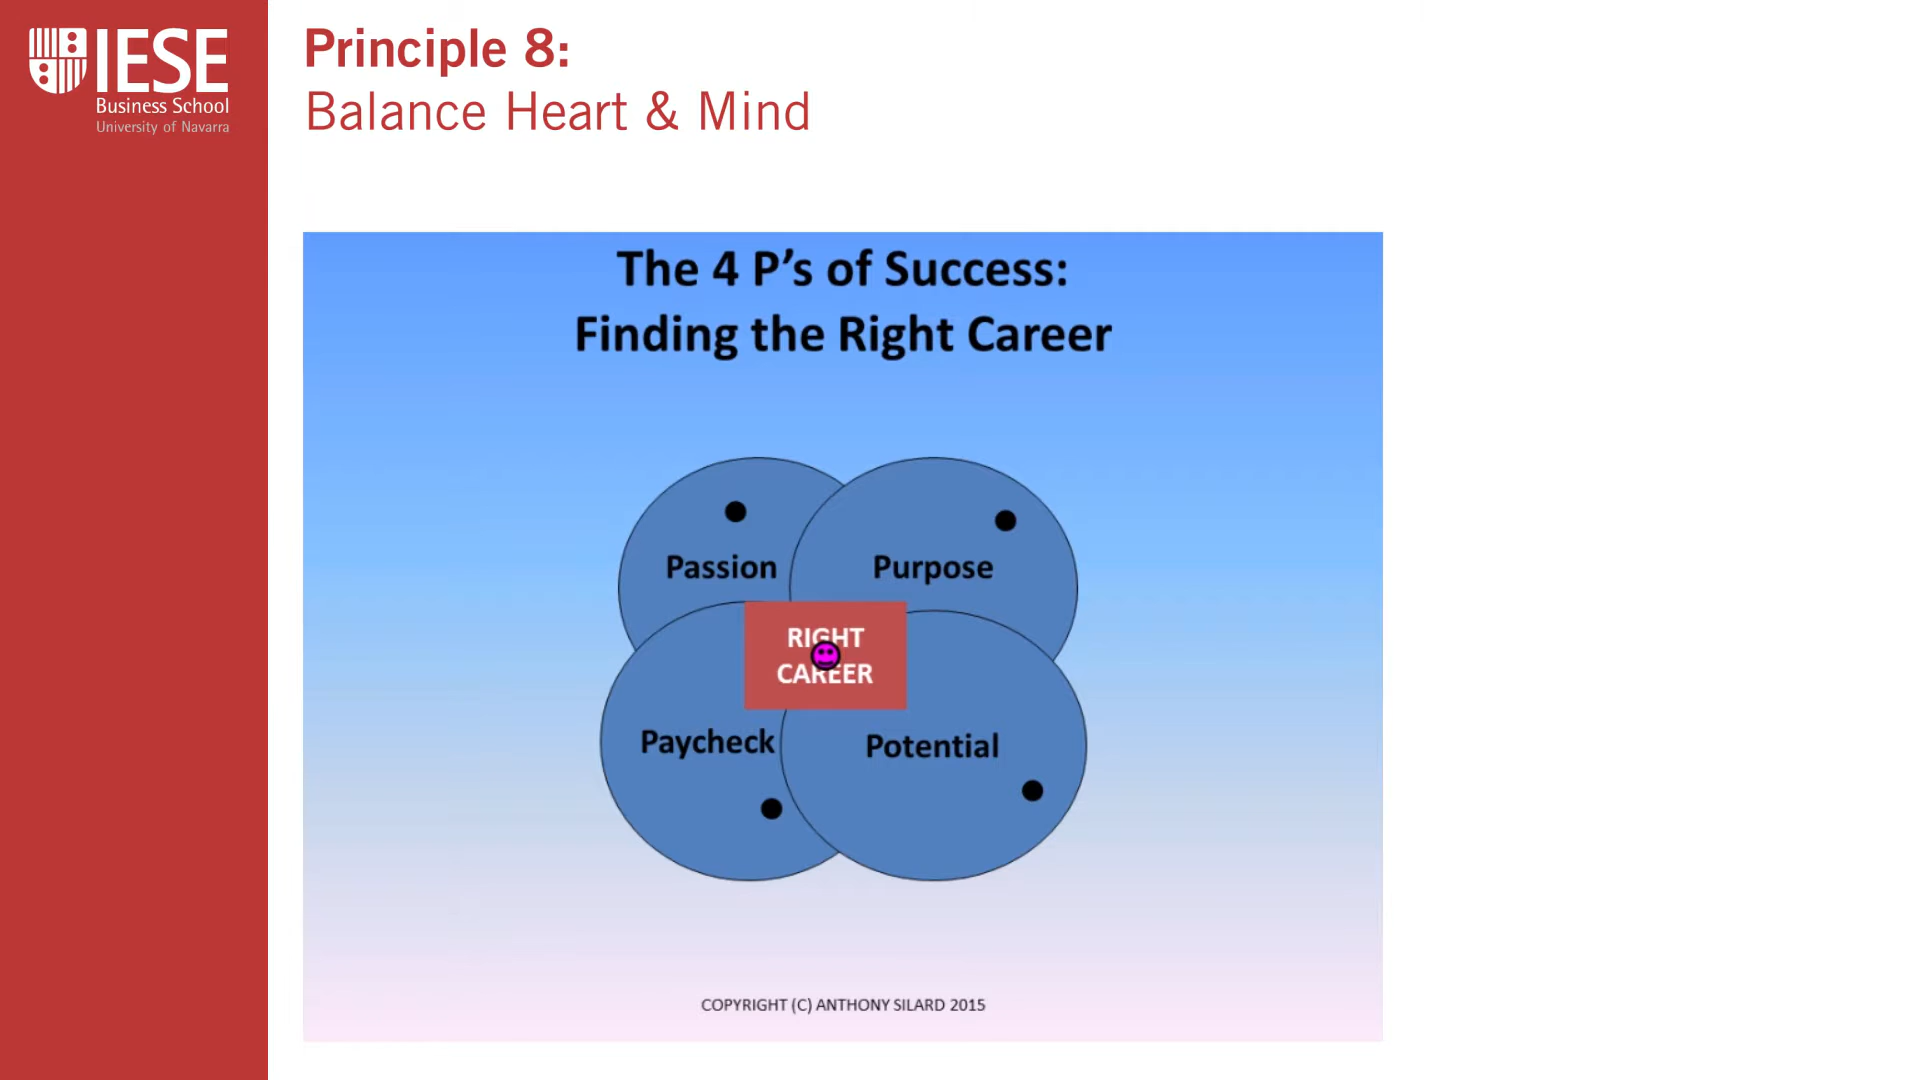 IESE
Business School
University of Navarra
Principle 8:
Balance Heart & Mind
The 4 P’s of Success:
Finding the Right Career
Passion
Purpose
RIGHT
CAREER
Paycheck
Potential
COPYRIGHT (C) ANTHONY SILARD 2015